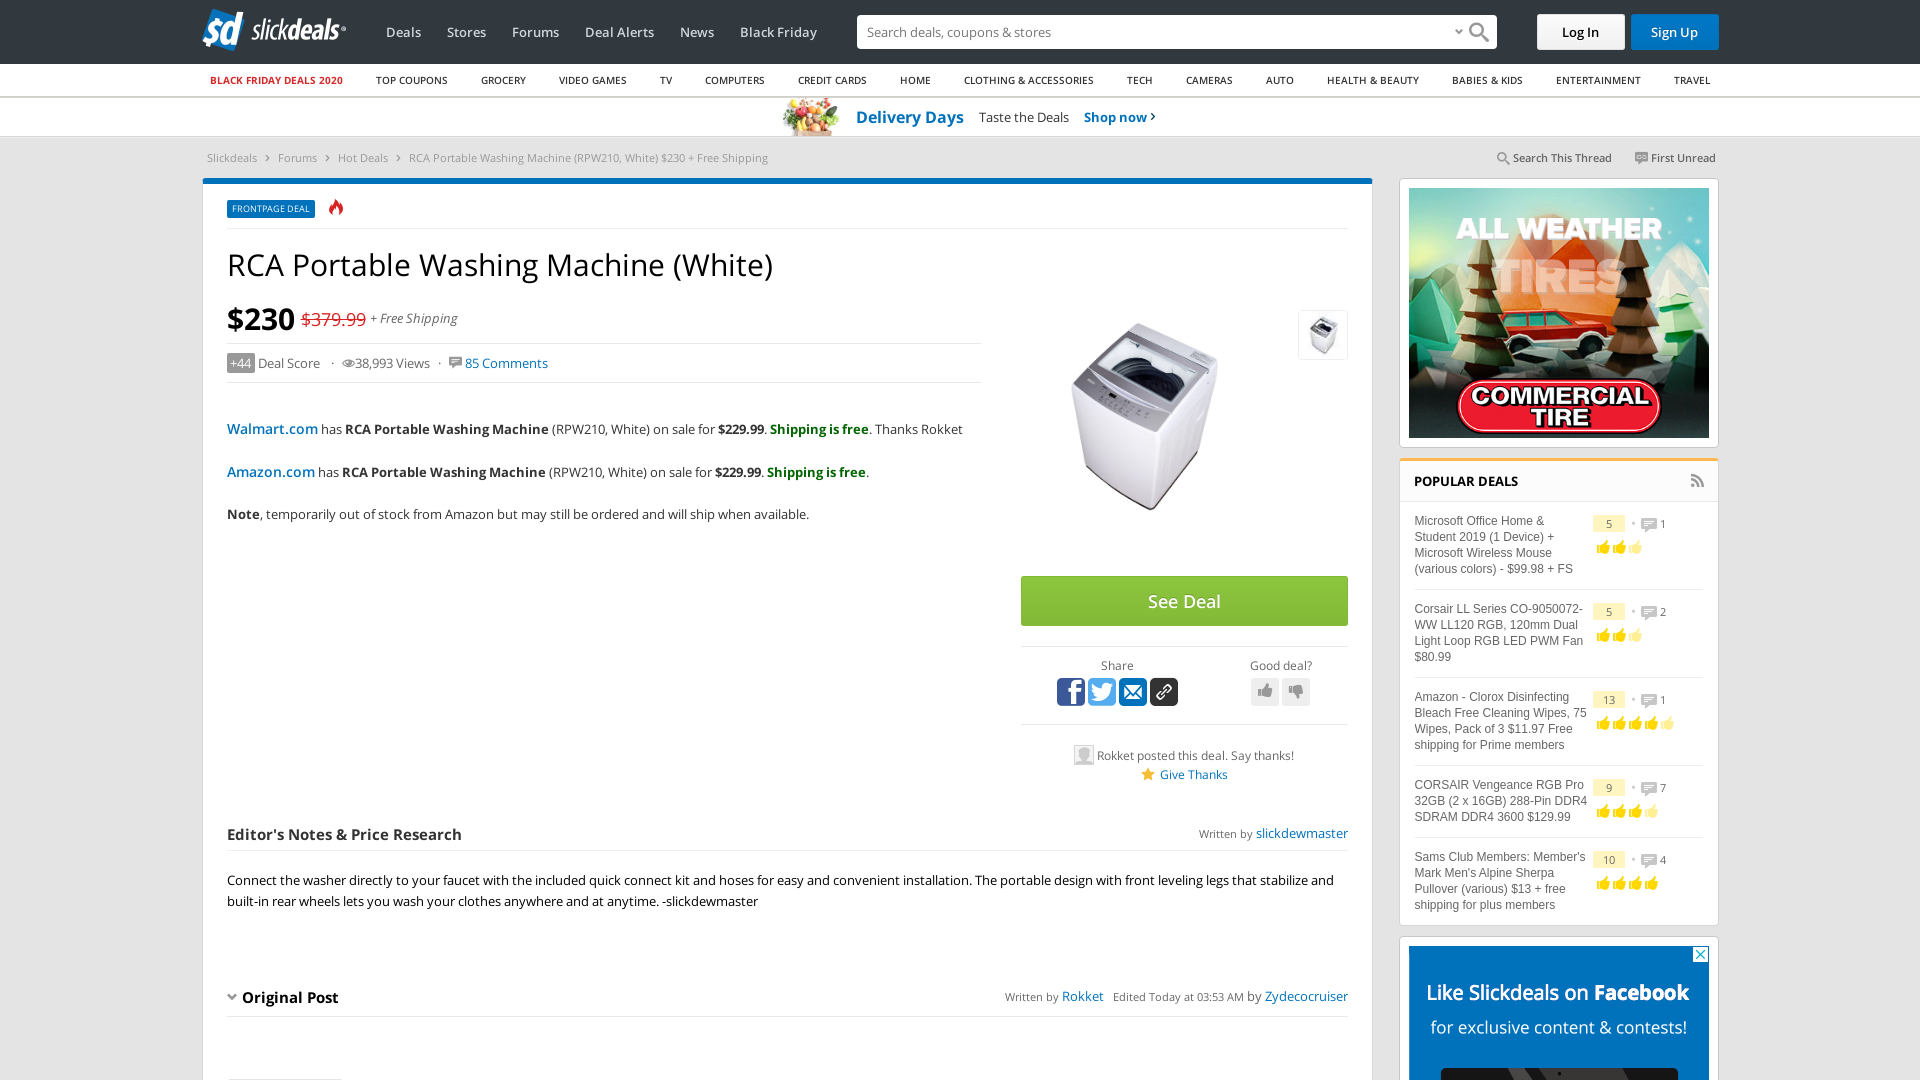 slickdeals
Deals
Stores
Forums
Deal Alerts
News
Black Friday
Search deals, coupons & stores
Log In
Sign Up
BLACK FRIDAY DEALS 2020
TOP COUPONS
GROCERY
VIDEO GAMES
TV
COMPUTERS
CREDIT CARDS
HOME
CLOTHING & ACCESSORIES
TECH
CAMERAS
AUTO
HEALTH & BEAUTY
BABIES & KIDS
ENTERTAINMENT
TRAVEL
Delivery Days Taste the Deals Shop now ›
Slickdeals › Forums › Hot Deals › RCA Portable Washing Machine (RPW210, White) $230 + Free Shipping
Search This Thread
First Unread
FRONTPAGE DEAL
RCA Portable Washing Machine (White)
$230 $379.99 + Free Shipping
+44 Deal Score · 38,993 Views · 85 Comments
Walmart.com has RCA Portable Washing Machine (RPW210, White) on sale for $229.99. Shipping is free. Thanks Rokket
Amazon.com has RCA Portable Washing Machine (RPW210, White) on sale for $229.99. Shipping is free.
Note, temporarily out of stock from Amazon but may still be ordered and will ship when available.
See Deal
Share
Good deal?
Rokket posted this deal. Say thanks!
Give Thanks
Editor's Notes & Price Research
Written by slickdewmaster
Connect the washer directly to your faucet with the included quick connect kit and hoses for easy and convenient installation. The portable design with front leveling legs that stabilize and
built-in rear wheels lets you wash your clothes anywhere and at anytime. -slickdewmaster
Original Post
Written by Rokket Edited Today at 03:53 AM by Zydecocruiser
ALL WEATHER
TIRES
COMMERCIAL
TIRE
POPULAR DEALS
Microsoft Office Home &
Student 2019 (1 Device) +
Microsoft Wireless Mouse
(various colors) - $99.98 + FS
5 • 1
Corsair LL Series CO-9050072-
WW LL120 RGB, 120mm Dual
Light Loop RGB LED PWM Fan
$80.99
5 • 2
Amazon - Clorox Disinfecting
Bleach Free Cleaning Wipes, 75
Wipes, Pack of 3 $11.97 Free
shipping for Prime members
13 • 1
CORSAIR Vengeance RGB Pro
32GB (2 x 16GB) 288-Pin DDR4
SDRAM DDR4 3600 $129.99
9 • 7
Sams Club Members: Member's
Mark Men's Alpine Sherpa
Pullover (various) $13 + free
shipping for plus members
10 • 4
Like Slickdeals on Facebook
for exclusive content & contests!